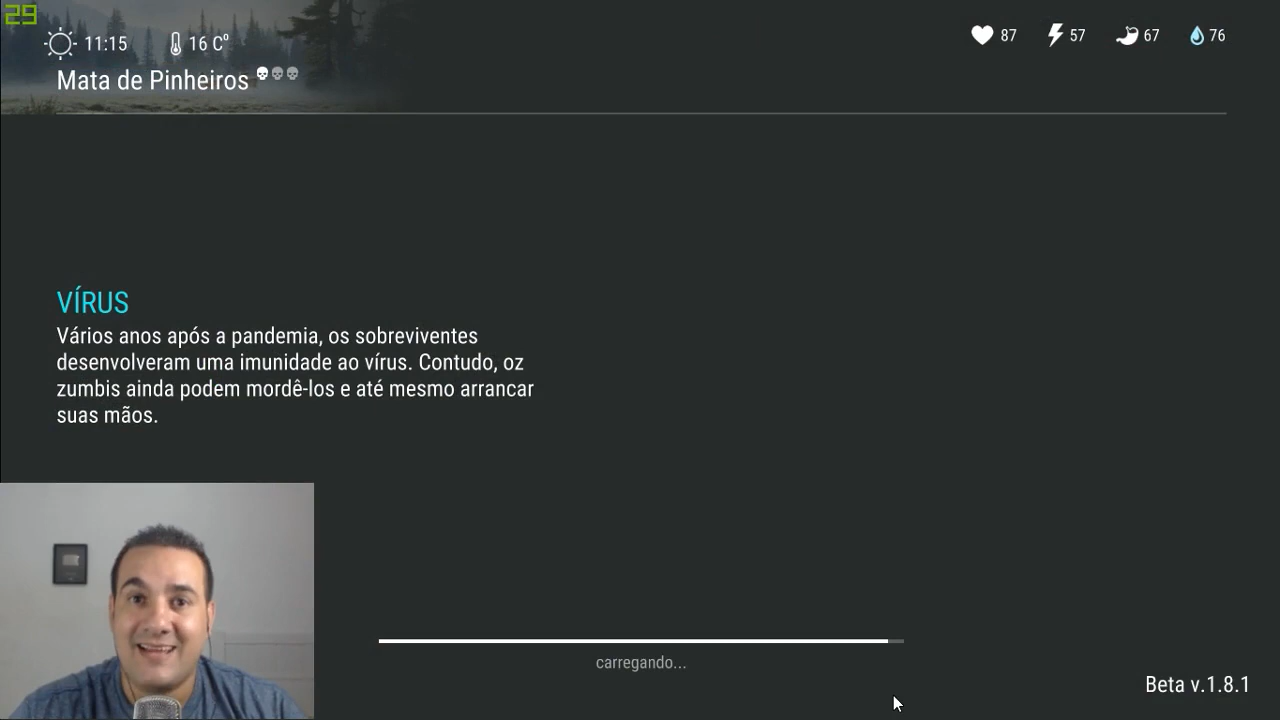 29
11:15 16 Cº 87 57 67 76
Mata de Pinheiros
VÍRUS
Vários anos após a pandemia, os sobreviventes
desenvolveram uma imunidade ao vírus. Contudo, oz
zumbis ainda podem mordê-los e até mesmo arrancar
suas mãos.
carregando...
Beta v.1.8.1